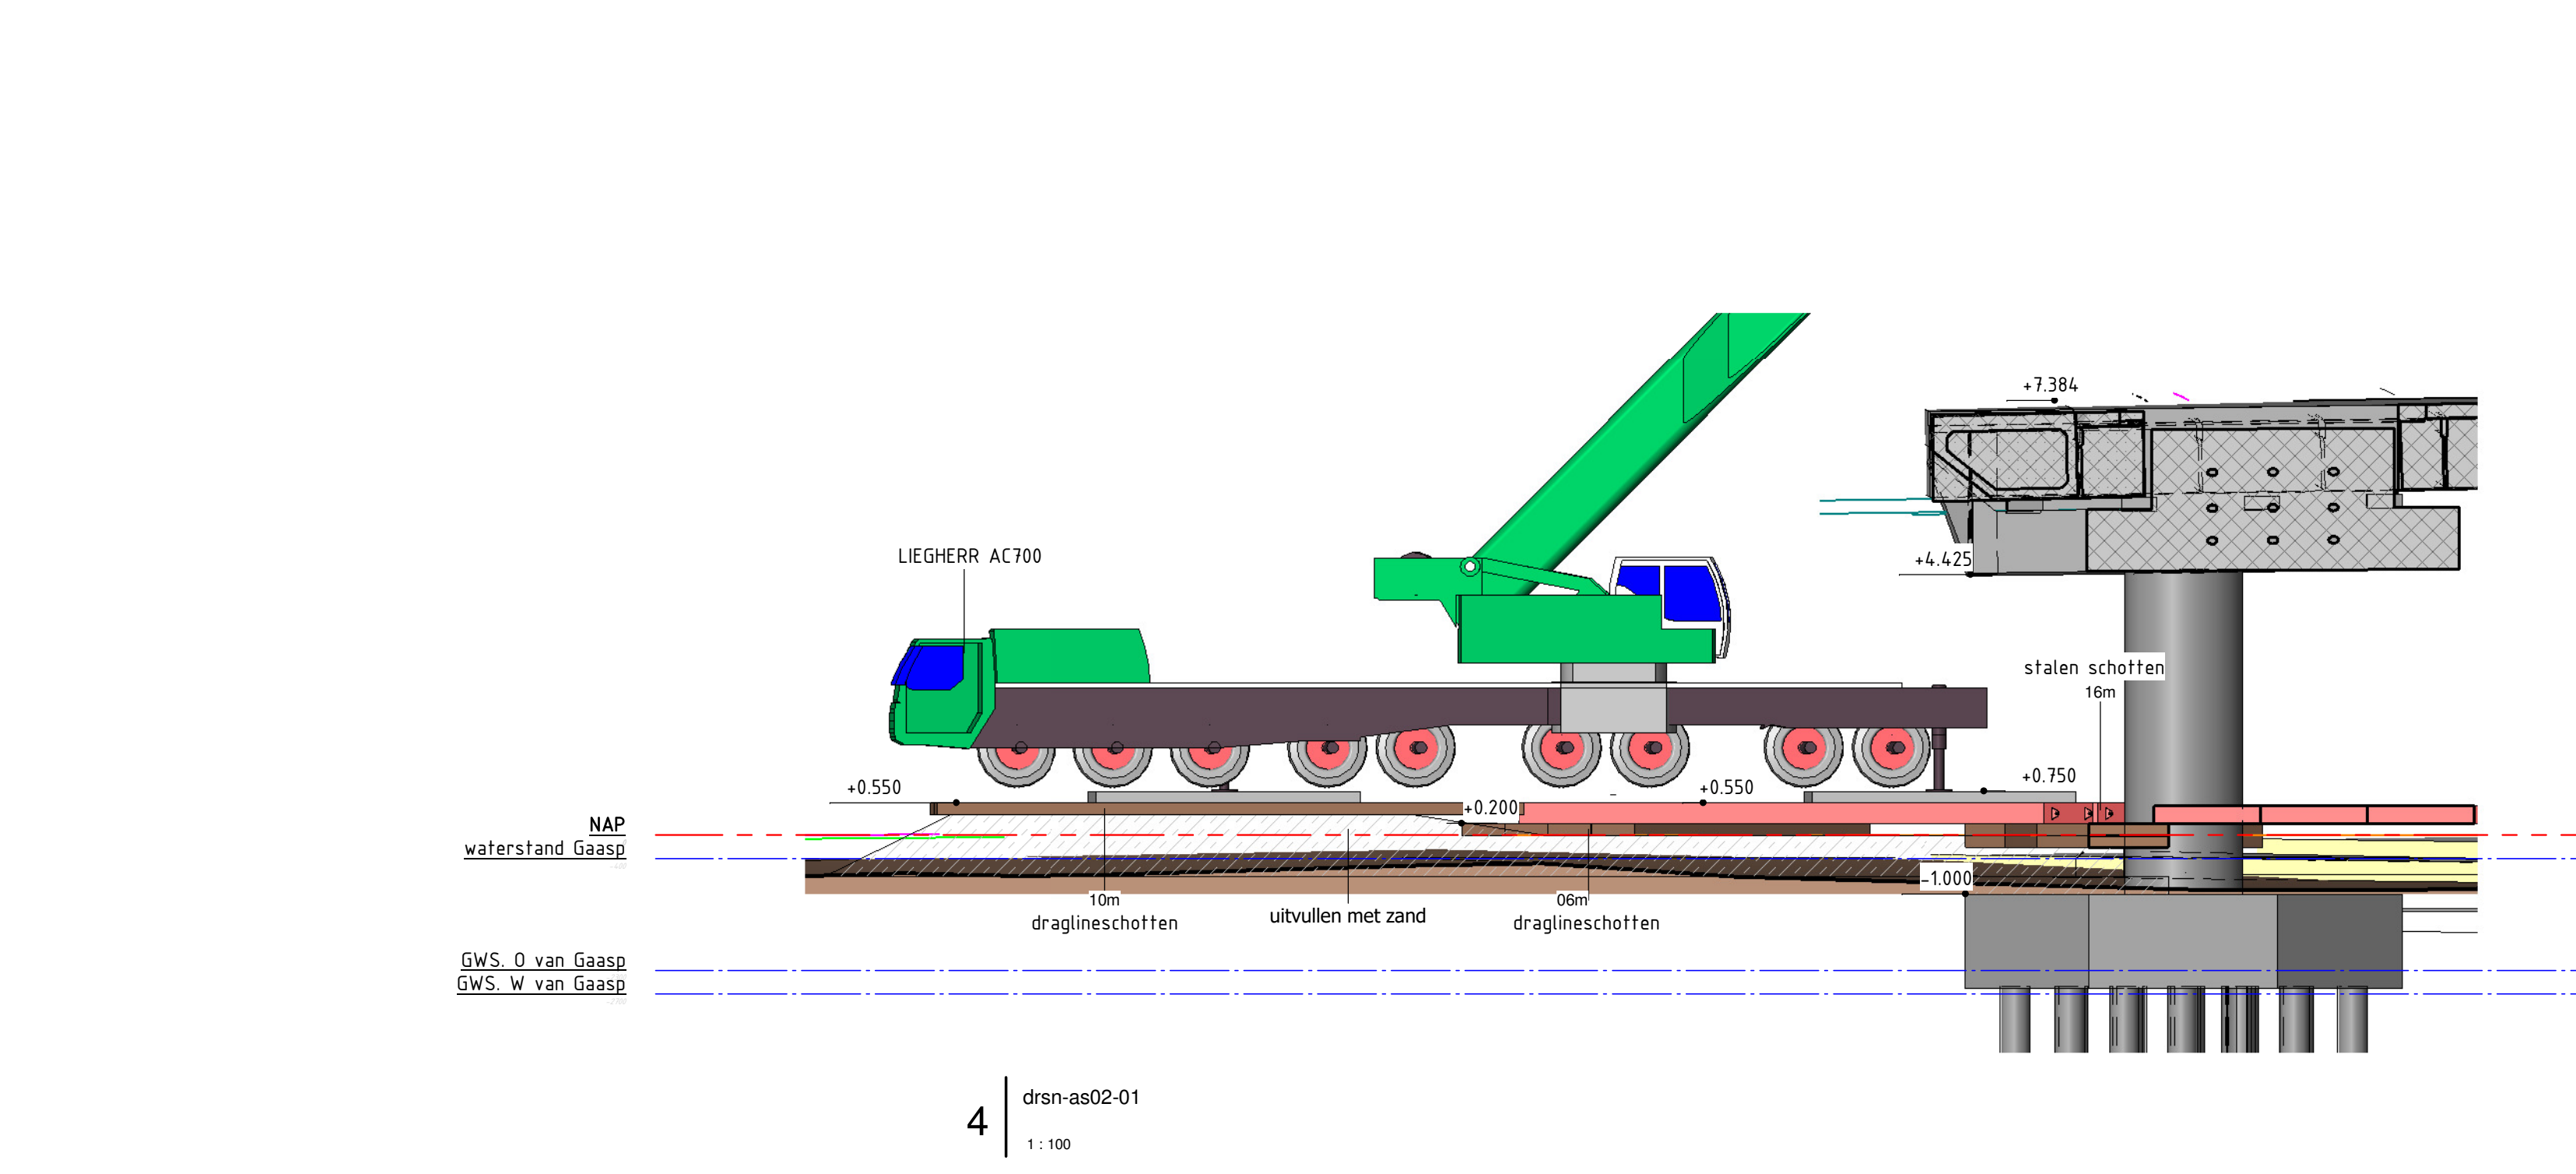 +7.384
+4.425
LIEGHERR AC700
stalen schotten
16m
+0.550
+0.200
+0.550
+0.750
NAP
waterstand Gaasp
-1.000
10m
draglineschotten
uitvullen met zand
06m
draglineschotten
GWS. O van Gaasp
GWS. W van Gaasp
4
drsn-as02-01
1 : 100